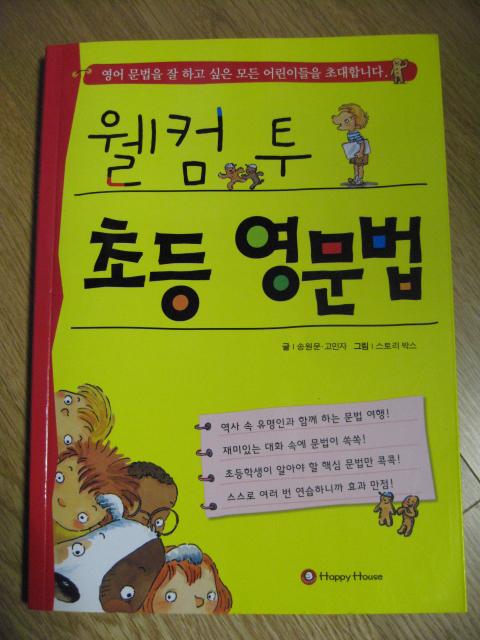 영어 문법을 잘 하고 싶은 모든 어린이들을 초대합니다.
웰컴 투
초등 영문법
글 | 송원문·고민자 그림 | 스토리 박스
역사 속 유명인과 함께 하는 문법 여행!
재미있는 대화 속에 문법이 쏙쏙!
초등학생이 알아야 할 핵심 문법만 콕콕!
스스로 여러 번 연습하니까 효과 만점!
Happy House